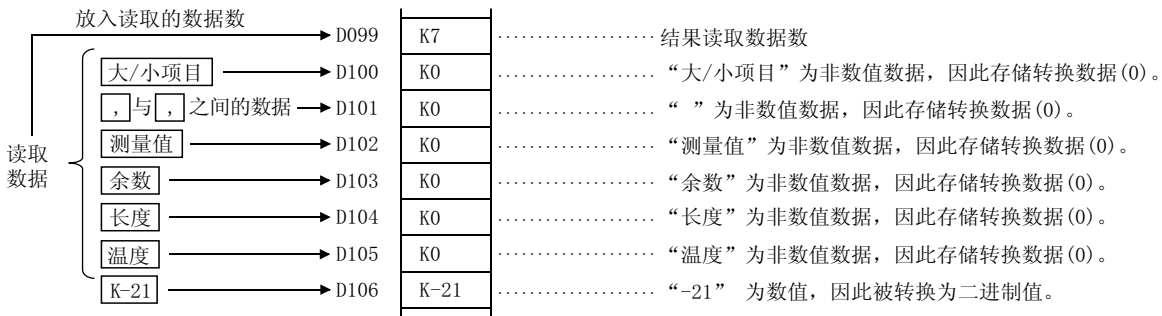 放入读取的数据数
D099 K7 ·················· 结果读取数据数
大/小项目 D100 K0 ·················· “大/小项目”为非数值数据，因此存储转换数据(0)。
,与,之间的数据 D101 K0 ·················· “ ”为非数值数据，因此存储转换数据(0)。
测量值 D102 K0 ·················· “测量值”为非数值数据，因此存储转换数据(0)。
读取
数据
余数 D103 K0 ·················· “余数”为非数值数据，因此存储转换数据(0)。
长度 D104 K0 ·················· “长度”为非数值数据，因此存储转换数据(0)。
温度 D105 K0 ·················· “温度”为非数值数据，因此存储转换数据(0)。
K-21 D106 K-21 ·················· “-21” 为数值，因此被转换为二进制值。